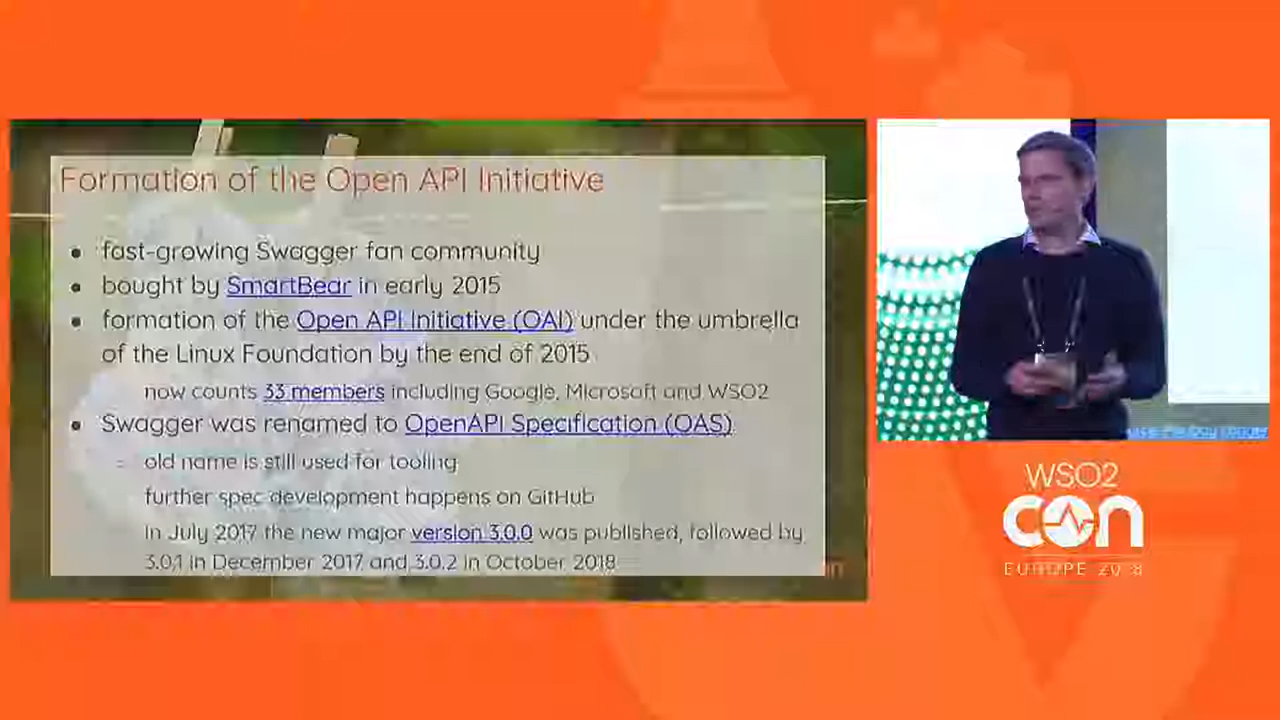 Formation of the Open API Initiative
fast-growing Swagger fan community
bought by SmartBear in early 2015
formation of the Open API Initiative (OAI) under the umbrella
of the Linux Foundation by the end of 2015
now counts 33 members including Google, Microsoft and WSO2
Swagger was renamed to OpenAPI Specification (OAS)
old name is still used for tooling
further spec development happens on GitHub
in July 2017 the new major version 3.0.0 was published, followed by
3.0.1 in December 2017 and 3.0.2 in October 2018
WSO2
CON
EUROPE 2018